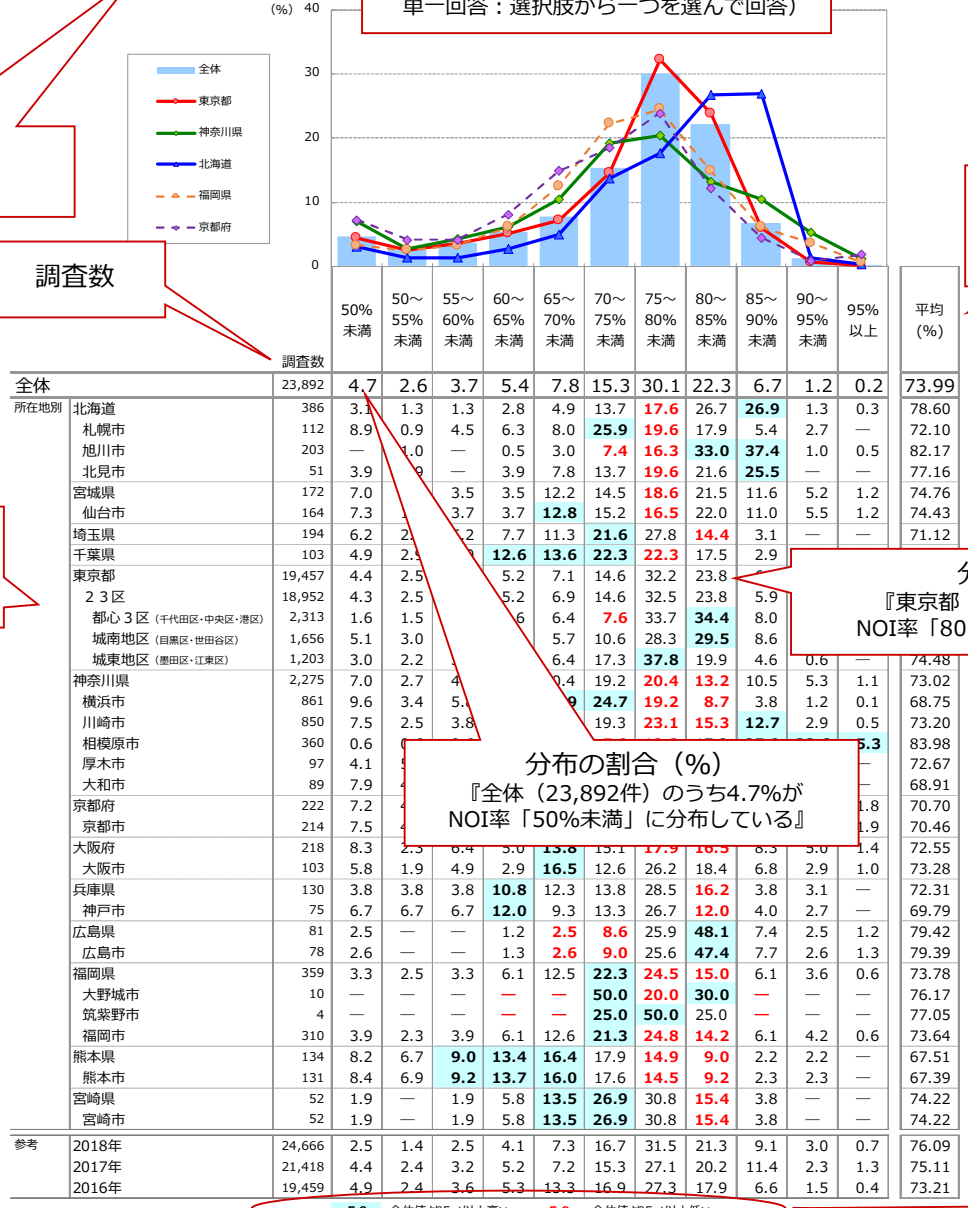 (%) 40
単一回答：選択肢から一つを選んで回答）
30
20
10
0
全体
東京都
神奈川県
北海道
福岡県
京都府
調査数
調査数 50%未満 50～55%未満 55～60%未満 60～65%未満 65～70%未満 70～75%未満 75～80%未満 80～85%未満 85～90%未満 90～95%未満 95%以上 平均(%)
全体 23,892 4.7 2.6 3.7 5.4 7.8 15.3 30.1 22.3 6.7 1.2 0.2 73.99
所在地別 北海道 386 3.1 1.3 1.3 2.8 4.9 13.7 17.6 26.7 26.9 1.3 0.3 78.60
札幌市 112 8.9 0.9 4.5 6.3 8.0 25.9 19.6 17.9 5.4 2.7 — 72.10
旭川市 203 — 1.0 — 0.5 3.0 7.4 16.3 33.0 37.4 1.0 0.5 82.17
北見市 51 3.9 — 3.9 7.8 13.7 19.6 21.6 25.5 — — 77.16
宮城県 172 7.0 3.5 3.5 12.2 14.5 18.6 21.5 11.6 5.2 1.2 74.76
仙台市 164 7.3 3.7 3.7 12.8 15.2 16.5 22.0 11.0 5.5 1.2 74.43
埼玉県 194 6.2 7.7 11.3 21.6 27.8 14.4 3.1 — — 71.12
千葉県 103 4.9 12.6 13.6 22.3 22.3 17.5 2.9
東京都 19,457 4.4 2.5 5.2 7.1 14.6 32.2 23.8
２３区 18,952 4.3 2.5 5.2 6.9 14.6 32.5 23.8 5.9
都心３区（千代田区・中央区・港区） 2,313 1.6 1.5 6.4 7.6 33.7 34.4 8.0
城南地区（目黒区・世田谷区） 1,656 5.1 3.0 5.7 10.6 28.3 29.5 8.6
城東地区（墨田区・江東区） 1,203 3.0 2.2 6.4 17.3 37.8 19.9 4.6 0.6 — 74.48
『東京都
NOI率「80
神奈川県 2,275 7.0 2.7 19.2 20.4 13.2 10.5 5.3 1.1 73.02
横浜市 861 9.6 3.4 24.7 19.2 8.7 3.8 1.2 0.1 68.75
川崎市 850 7.5 2.5 3.8 19.3 23.1 15.3 12.7 2.9 0.5 73.20
相模原市 360 0.6 83.98
厚木市 97 4.1 72.67
大和市 89 7.9 68.91
京都府 222 7.2 70.70
京都市 214 7.5 70.46
分布の割合（%）
『全体（23,892件）のうち4.7%が
NOI率「50%未満」に分布している』
大阪府 218 8.3 2.3 6.4 5.0 13.8 15.1 17.9 16.5 8.3 5.0 1.4 72.55
大阪市 103 5.8 1.9 4.9 2.9 16.5 12.6 26.2 18.4 6.8 2.9 1.0 73.28
兵庫県 130 3.8 3.8 3.8 10.8 12.3 13.8 28.5 16.2 3.8 3.1 — 72.31
神戸市 75 6.7 6.7 6.7 12.0 9.3 13.3 26.7 12.0 4.0 2.7 — 69.79
広島県 81 2.5 — — 1.2 2.5 8.6 25.9 48.1 7.4 2.5 1.2 79.42
広島市 78 2.6 — — 1.3 2.6 9.0 25.6 47.4 7.7 2.6 1.3 79.39
福岡県 359 3.3 2.5 3.3 6.1 12.5 22.3 24.5 15.0 6.1 3.6 0.6 73.78
大野城市 10 — — — — — 50.0 20.0 30.0 — — — 76.17
筑紫野市 4 — — — — — 25.0 50.0 25.0 — — — 77.05
福岡市 310 3.9 2.3 3.9 6.1 12.6 21.3 24.8 14.2 6.1 4.2 0.6 73.64
熊本県 134 8.2 6.7 9.0 13.4 16.4 17.9 14.9 9.0 2.2 2.2 — 67.51
熊本市 131 8.4 6.9 9.2 13.7 16.0 17.6 14.5 9.2 2.3 2.3 — 67.39
宮崎県 52 1.9 — 1.9 5.8 13.5 26.9 30.8 15.4 3.8 — — 74.22
宮崎市 52 1.9 — 1.9 5.8 13.5 26.9 30.8 15.4 3.8 — — 74.22
参考 2018年 24,666 2.5 1.4 2.5 4.1 7.3 16.7 31.5 21.3 9.1 3.0 0.7 76.09
2017年 21,418 4.4 2.4 3.2 5.2 7.2 15.3 27.1 20.2 11.4 2.3 1.3 75.11
2016年 19,459 4.9 2.4 3.6 5.3 13.3 16.9 27.3 17.9 6.6 1.5 0.4 73.21